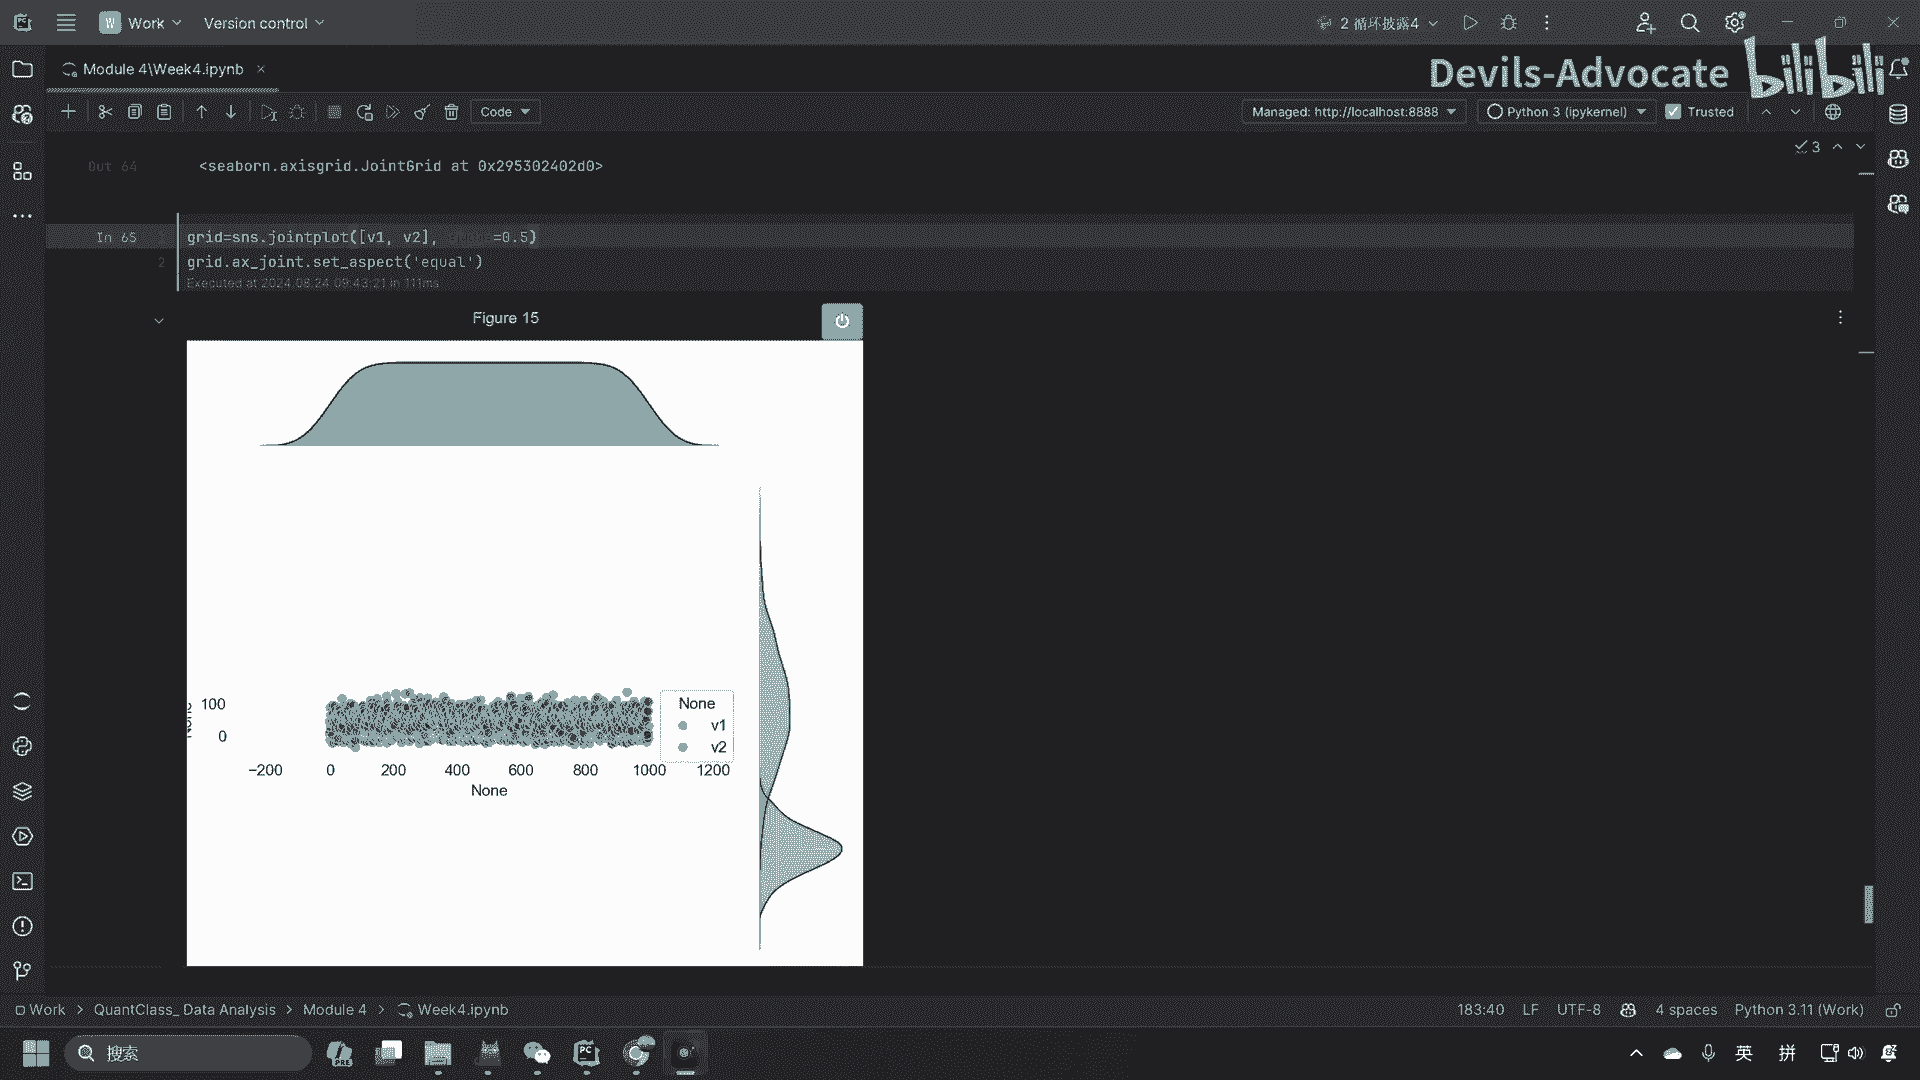 Work
Version control
2 循环披露4
Module 4\Week4.ipynb
Devils-Advocate
bilibili
Code
Managed: http://localhost:8888
Python 3 (ipykernel)
Trusted
Out 64
<seaborn.axisgrid.JointGrid at 0x295302402d0>
3
In 65
1
grid=sns.jointplot([v1, v2], =0.5)
2
grid.ax_joint.set_aspect('equal')
Executed at 2024.08.24 09:43:21 in 111ms
Figure 15
None
100
0
None
v1
v2
−200 0 200 400 600 800 1000 1200
None
Work > QuantClass_ Data Analysis > Module 4 > Week4.ipynb
183:40 LF UTF-8 4 spaces Python 3.11 (Work)
搜索
英
拼